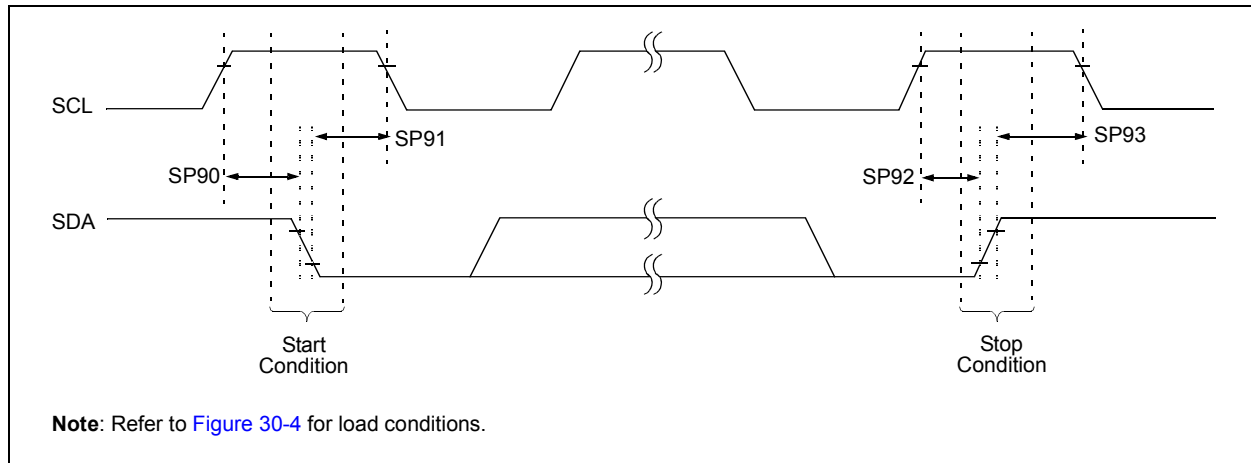 SCL
SP91
SP93
SP90
SP92
SDA
Start
Condition
Stop
Condition
Note: Refer to Figure 30-4 for load conditions.